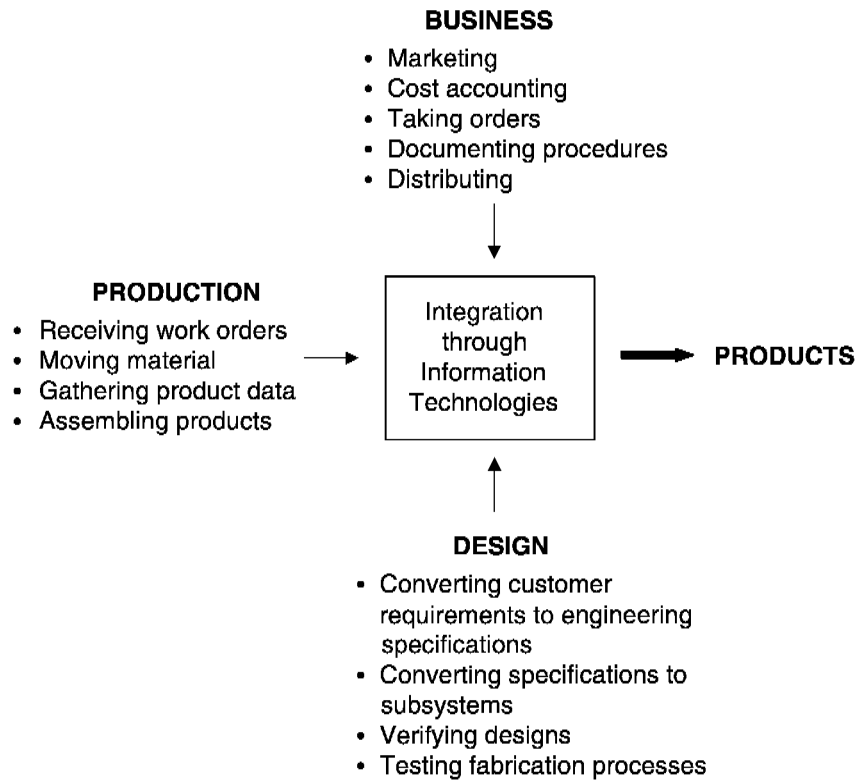 BUSINESS
• Marketing
• Cost accounting
• Taking orders
• Documenting procedures
• Distributing
PRODUCTION
• Receiving work orders
• Moving material
• Gathering product data
• Assembling products
Integration
through
Information
Technologies
PRODUCTS
DESIGN
• Converting customer
requirements to engineering
specifications
• Converting specifications to
subsystems
• Verifying designs
• Testing fabrication processes